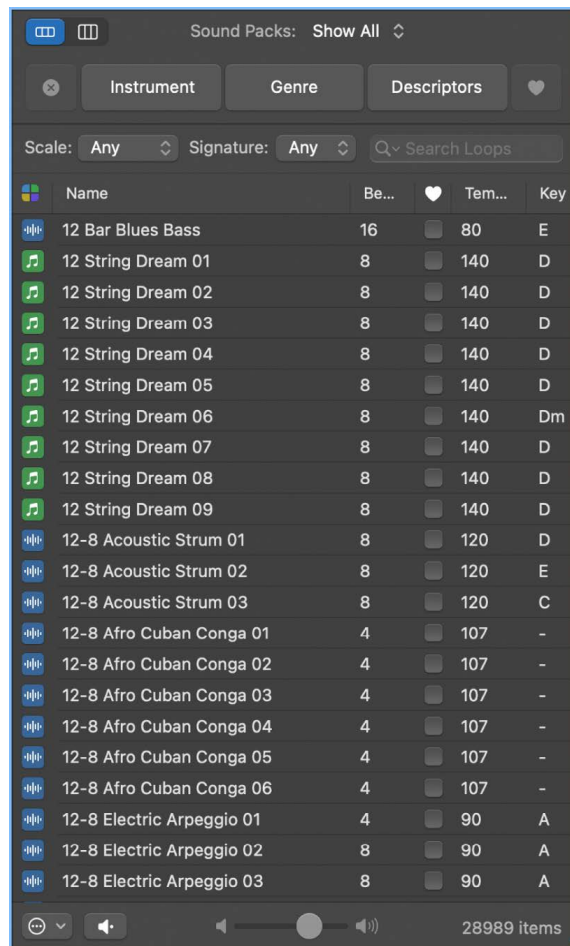 Sound Packs: Show All
Instrument Genre Descriptors
Scale: Any Signature: Any Search Loops
Name Be... Tem... Key
12 Bar Blues Bass 16 80 E
12 String Dream 01 8 140 D
12 String Dream 02 8 140 D
12 String Dream 03 8 140 D
12 String Dream 04 8 140 D
12 String Dream 05 8 140 D
12 String Dream 06 8 140 Dm
12 String Dream 07 8 140 D
12 String Dream 08 8 140 D
12 String Dream 09 8 140 D
12-8 Acoustic Strum 01 8 120 D
12-8 Acoustic Strum 02 8 120 E
12-8 Acoustic Strum 03 8 120 C
12-8 Afro Cuban Conga 01 4 107 -
12-8 Afro Cuban Conga 02 4 107 -
12-8 Afro Cuban Conga 03 4 107 -
12-8 Afro Cuban Conga 04 4 107 -
12-8 Afro Cuban Conga 05 4 107 -
12-8 Afro Cuban Conga 06 4 107 -
12-8 Electric Arpeggio 01 4 90 A
12-8 Electric Arpeggio 02 8 90 A
12-8 Electric Arpeggio 03 8 90 A
28989 items